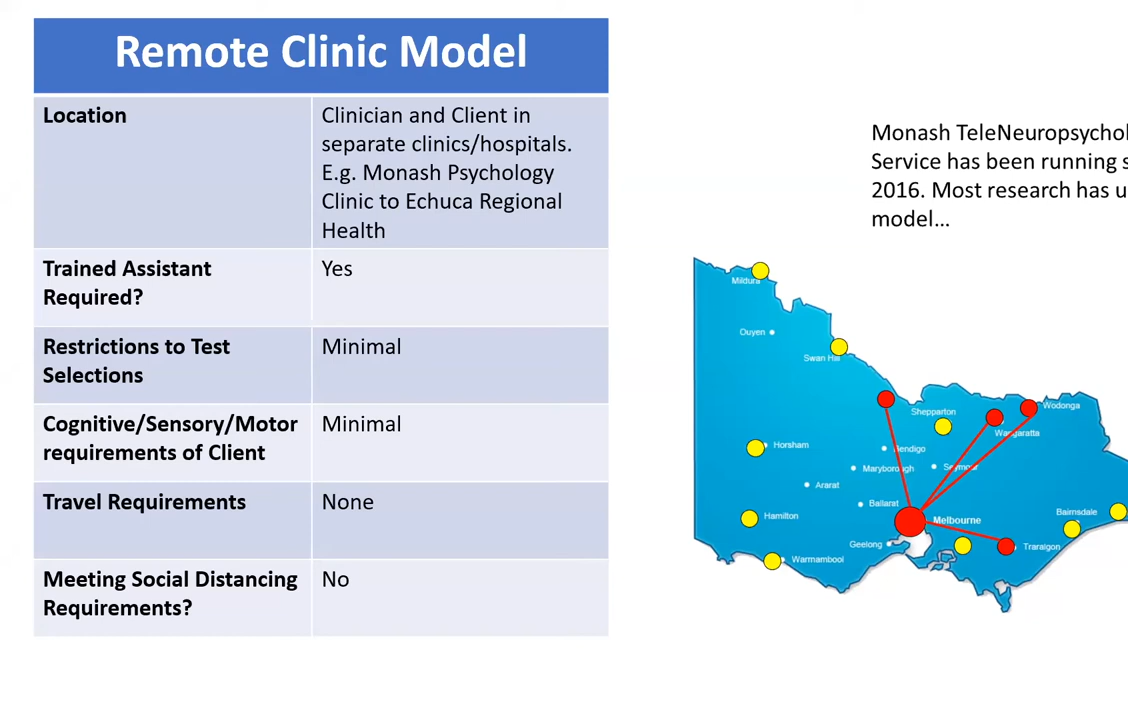 Remote Clinic Model
Location
Clinician and Client in
separate clinics/hospitals.
E.g. Monash Psychology
Clinic to Echuca Regional
Health
Trained Assistant
Required?
Yes
Restrictions to Test
Selections
Minimal
Cognitive/Sensory/Motor
requirements of Client
Minimal
Travel Requirements
None
Meeting Social Distancing
Requirements?
No
Monash TeleNeuropsychol
Service has been running s
2016. Most research has u
model...
Mildura
Ouyen
Swan Hill
Shepparton
Wodonga
Wangaratta
Horsham
Bendigo
Maryborough
Seymour
Ararat
Ballarat
Hamilton
Melbourne
Bairnsdale
Geelong
Traralgon
Warrnambool